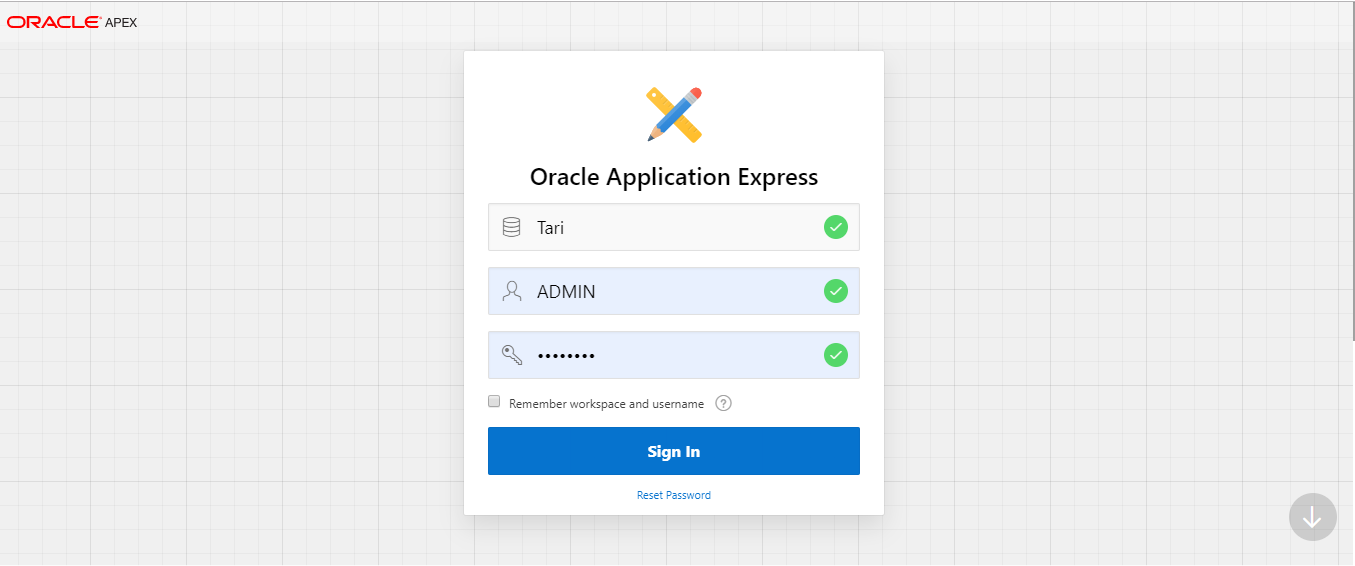 ORACLE APEX
Oracle Application Express
Tari
ADMIN
••••••••
Remember workspace and username ?
Sign In
Reset Password